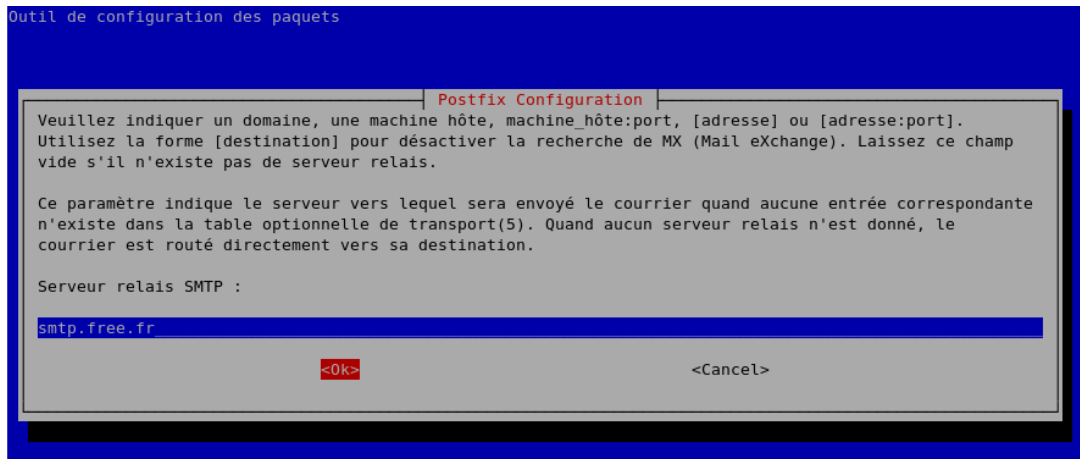 Outil de configuration des paquets
Postfix Configuration
Veuillez indiquer un domaine, une machine hôte, machine_hôte:port, [adresse] ou [adresse:port].
Utilisez la forme [destination] pour désactiver la recherche de MX (Mail eXchange). Laissez ce champ
vide s'il n'existe pas de serveur relais.
Ce paramètre indique le serveur vers lequel sera envoyé le courrier quand aucune entrée correspondante
n'existe dans la table optionnelle de transport(5). Quand aucun serveur relais n'est donné, le
courrier est routé directement vers sa destination.
Serveur relais SMTP :
smtp.free.fr
<Ok> <Cancel>